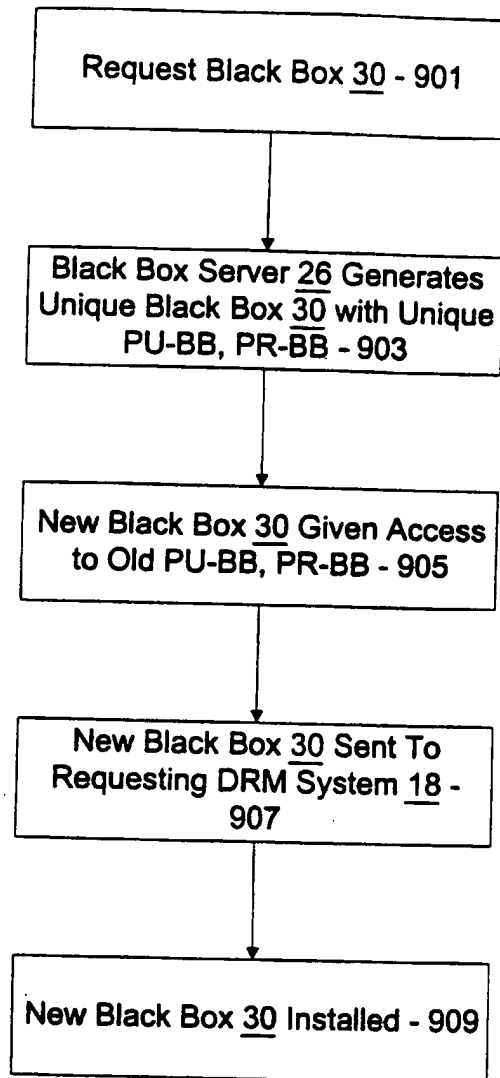 Request Black Box 30 - 901
Black Box Server 26 Generates
Unique Black Box 30 with Unique
PU-BB, PR-BB - 903
New Black Box 30 Given Access
to Old PU-BB, PR-BB - 905
New Black Box 30 Sent To
Requesting DRM System 18 -
907
New Black Box 30 Installed - 909